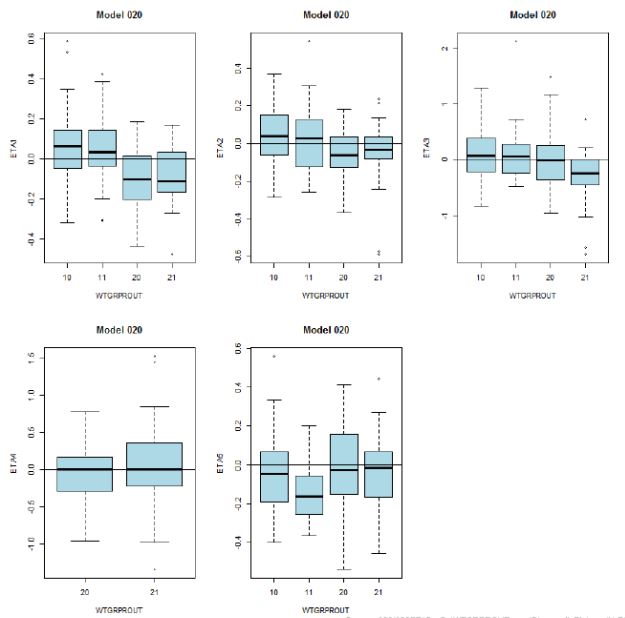 Model 020
Model 020
Model 020
ETA1
0.6
0.4
0.2
0.0
-0.2
-0.4
10 11 20 21
WTGRPROUT
ETA2
0.4
0.2
0.0
-0.2
-0.4
-0.6
10 11 20 21
WTGRPROUT
ETA3
2
1
0
-1
10 11 20 21
WTGRPROUT
Model 020
Model 020
ETA4
1.5
1.0
0.5
0.0
-0.5
-1.0
20 21
WTGRPROUT
ETA5
0.6
0.4
0.2
0.0
-0.2
-0.4
10 11 20 21
WTGRPROUT